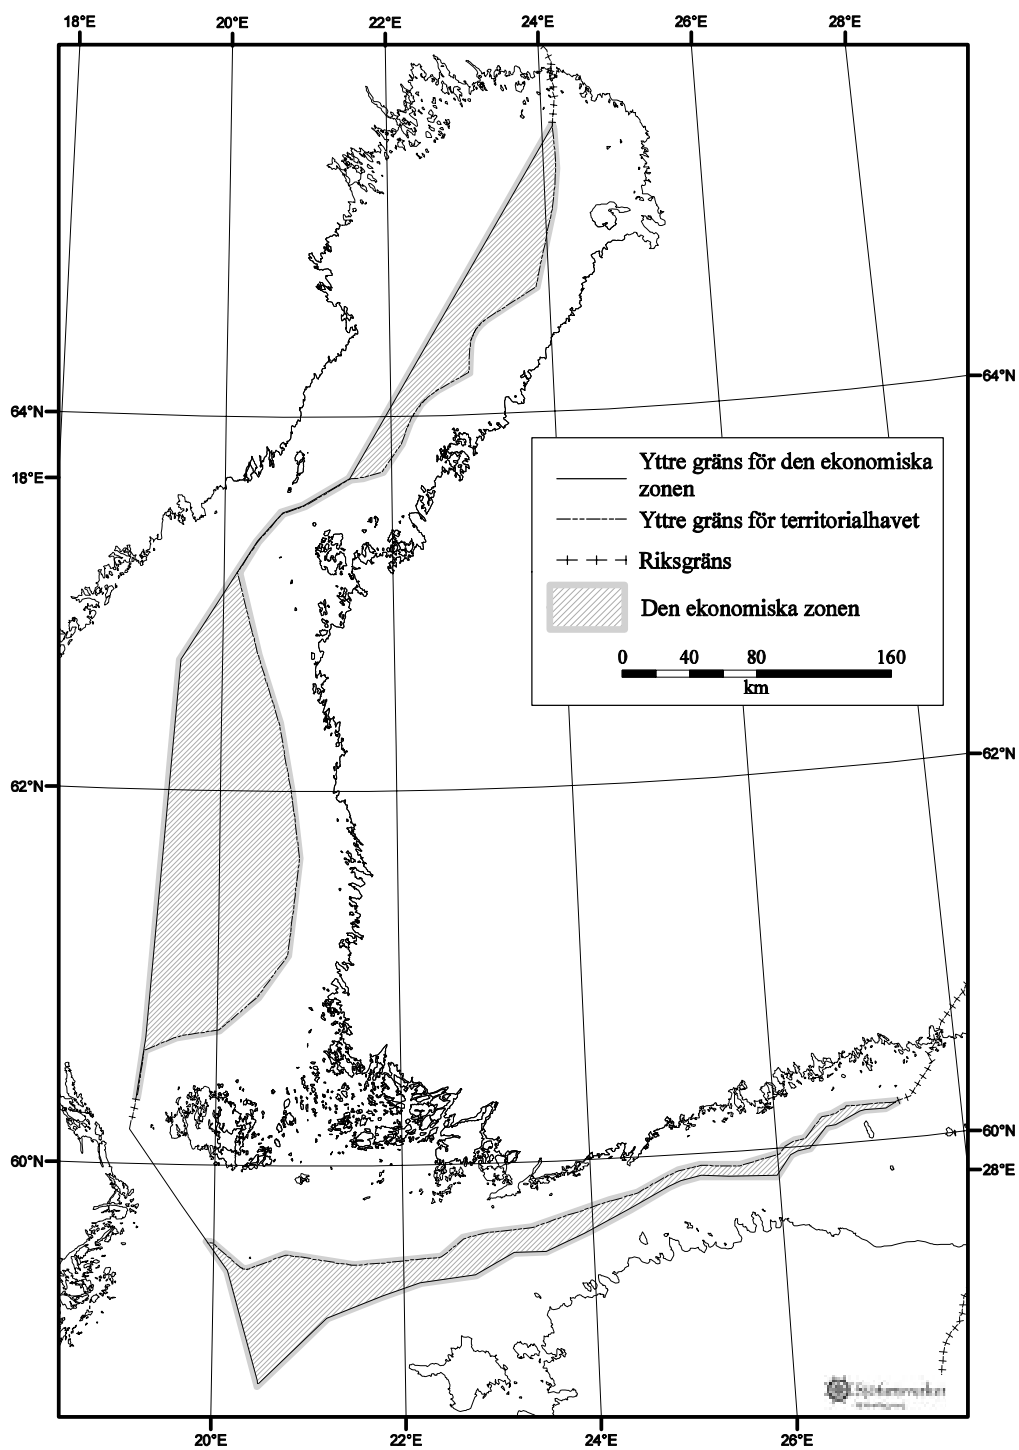 18°E 20°E 22°E 24°E 26°E 28°E
64°N
64°N
18°E
Yttre gräns för den ekonomiska
zonen
Yttre gräns för territorialhavet
Riksgräns
Den ekonomiska zonen
0 40 80 160
km
62°N
62°N
60°N
60°N
28°E
20°E 22°E 24°E 26°E